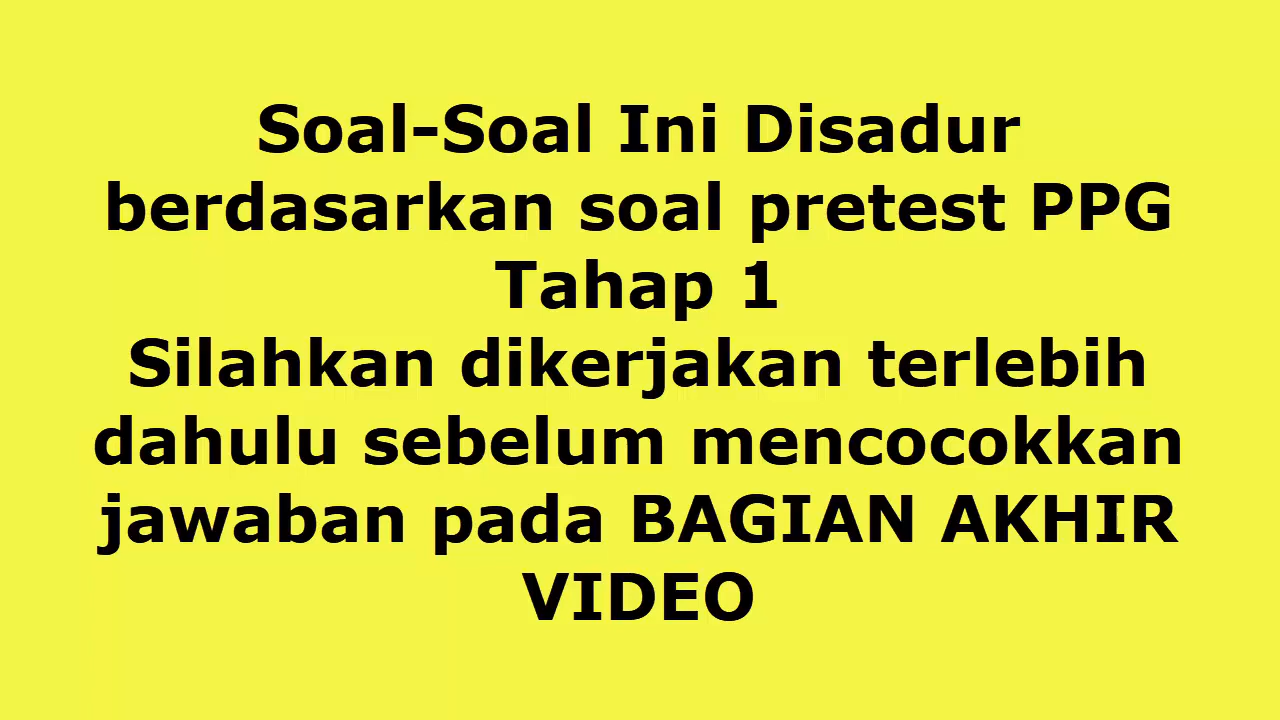 Soal-Soal Ini Disadur
berdasarkan soal pretest PPG
Tahap 1
Silahkan dikerjakan terlebih
dahulu sebelum mencocokkan
jawaban pada BAGIAN AKHIR
VIDEO